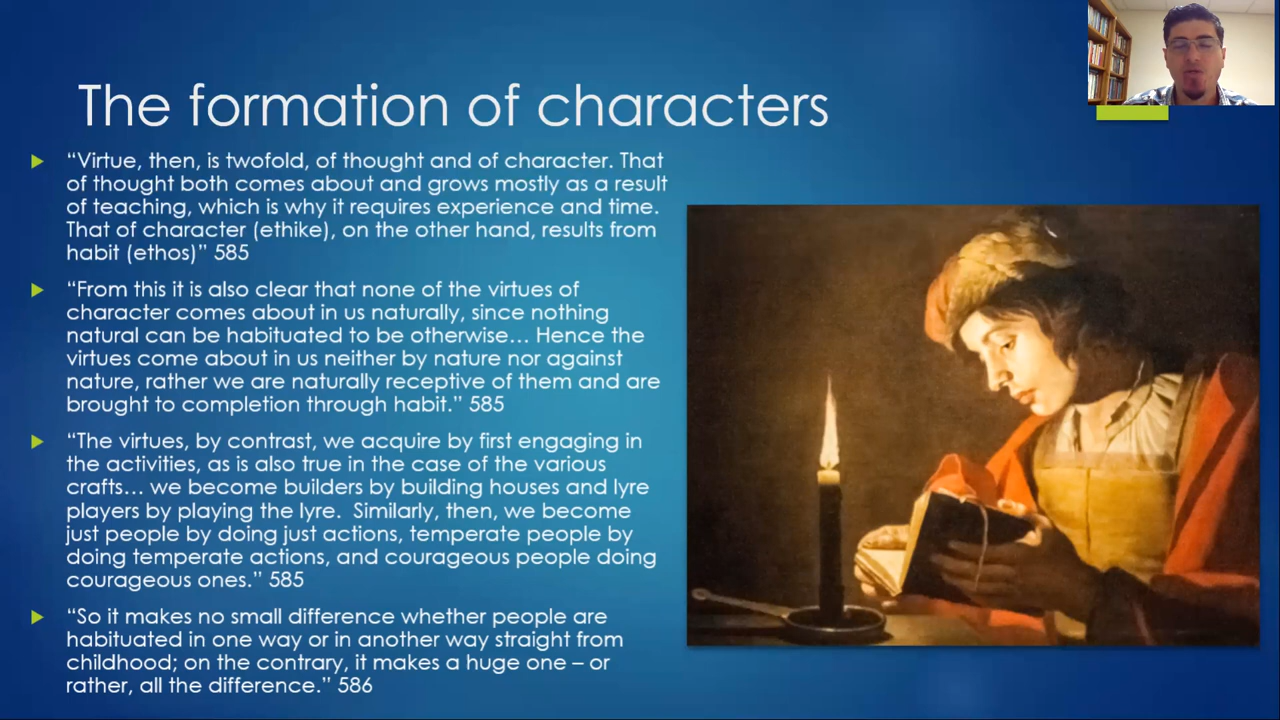 The formation of characters
“Virtue, then, is twofold, of thought and of character. That
of thought both comes about and grows mostly as a result
of teaching, which is why it requires experience and time.
That of character (ethike), on the other hand, results from
habit (ethos)” 585
“From this it is also clear that none of the virtues of
character comes about in us naturally, since nothing
natural can be habituated to be otherwise… Hence the
virtues come about in us neither by nature nor against
nature, rather we are naturally receptive of them and are
brought to completion through habit.” 585
“The virtues, by contrast, we acquire by first engaging in
the activities, as is also true in the case of the various
crafts… we become builders by building houses and lyre
players by playing the lyre. Similarly, then, we become
just people by doing just actions, temperate people by
doing temperate actions, and courageous people doing
courageous ones.” 585
“So it makes no small difference whether people are
habituated in one way or in another way straight from
childhood; on the contrary, it makes a huge one – or
rather, all the difference.” 586